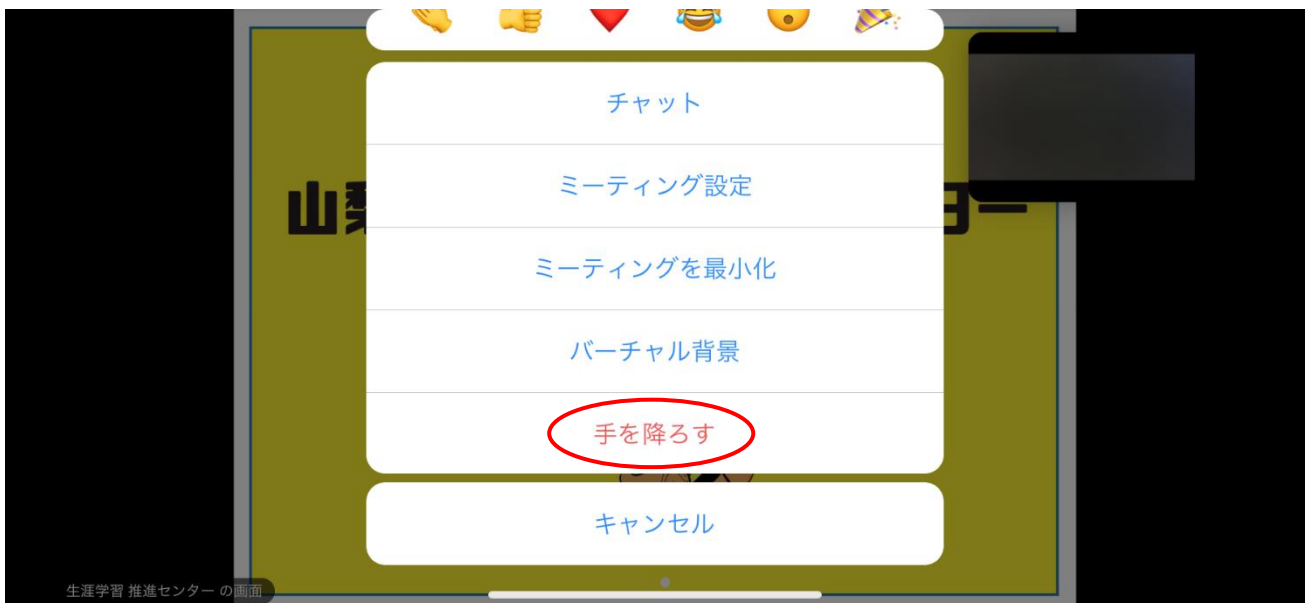 チャット
ミーティング設定
山梨
ミーティングを最小化
バーチャル背景
手を降ろす
キャンセル
生涯学習 推進センター の画面